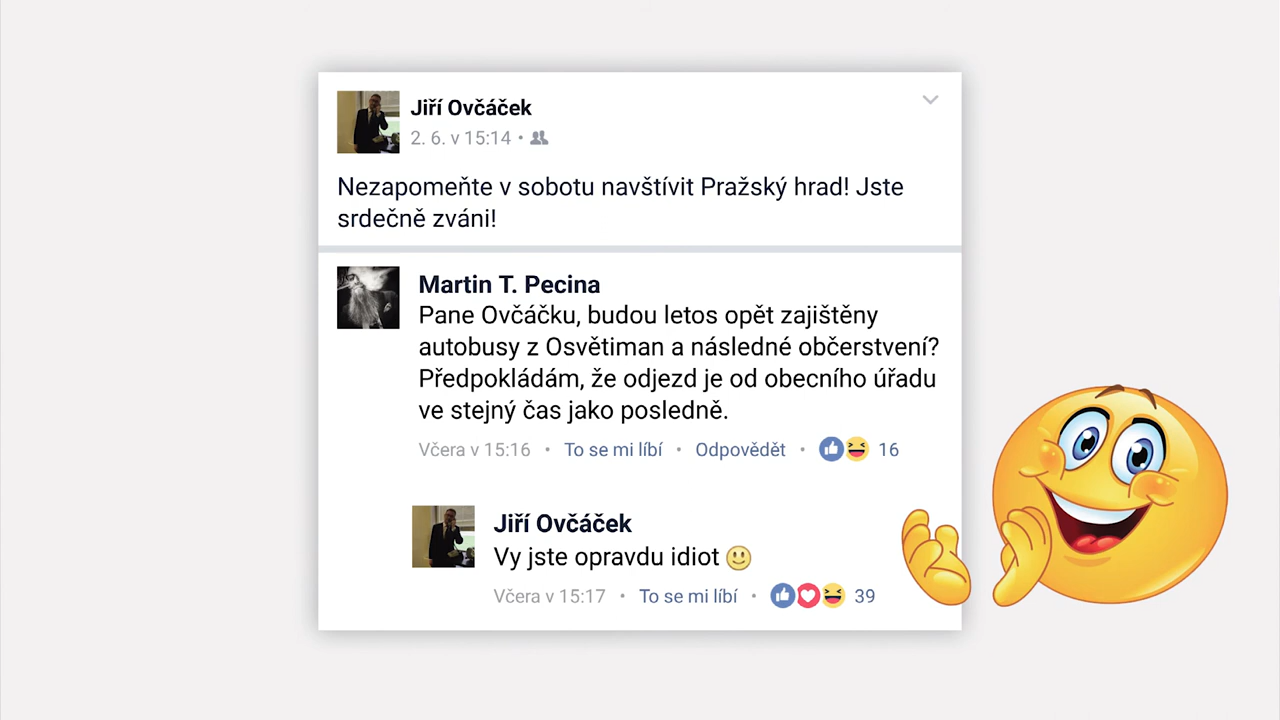 Jiří Ovčáček
2. 6. v 15:14 •
Nezapomeňte v sobotu navštívit Pražský hrad! Jste
srdečně zváni!
Martin T. Pecina
Pane Ovčáčku, budou letos opět zajištěny
autobusy z Osvětiman a následné občerstvení?
Předpokládám, že odjezd je od obecního úřadu
ve stejný čas jako posledně.
Včera v 15:16 • To se mi líbí • Odpovědět • 16
Jiří Ovčáček
Vy jste opravdu idiot 🙂
Včera v 15:17 • To se mi líbí • 39